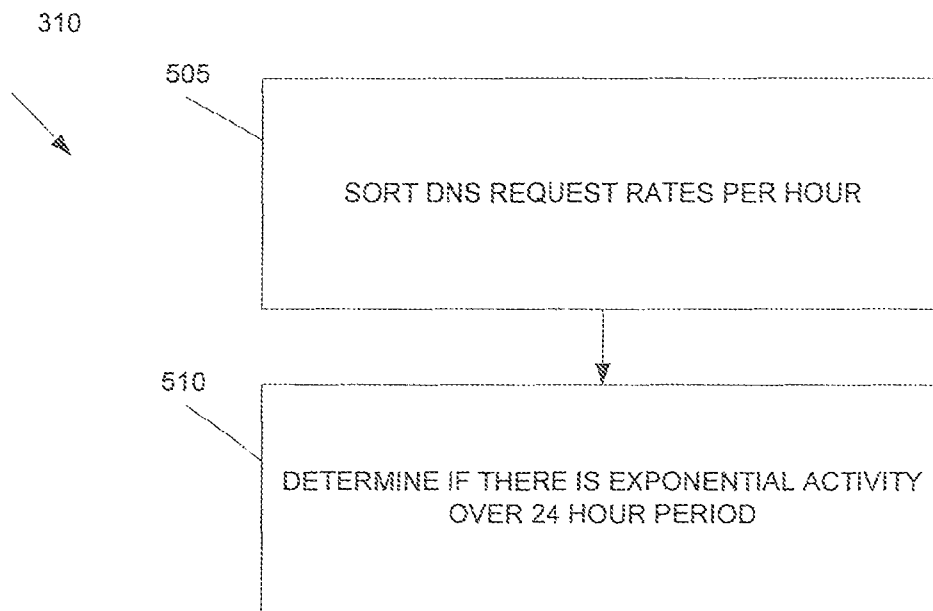 310
505
SORT DNS REQUEST RATES PER HOUR
510
DETERMINE IF THERE IS EXPONENTIAL ACTIVITY
OVER 24 HOUR PERIOD